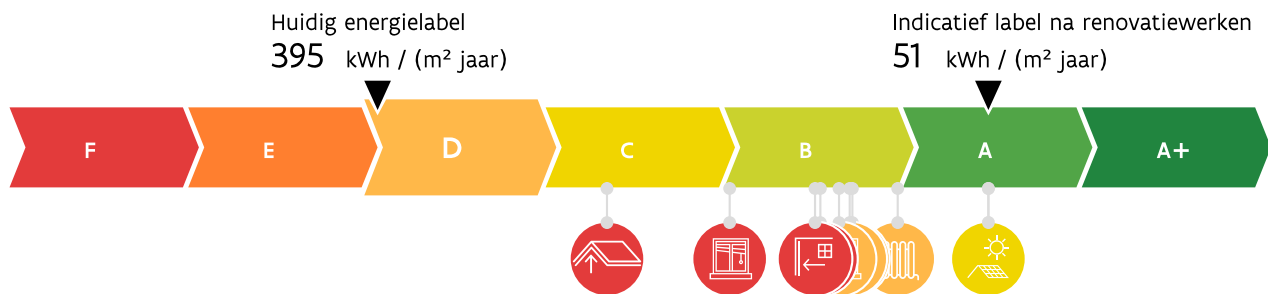 Huidig energielabel
395 kWh / (m² jaar)
Indicatief label na renovatiewerken
51 kWh / (m² jaar)
F E D C B A A+